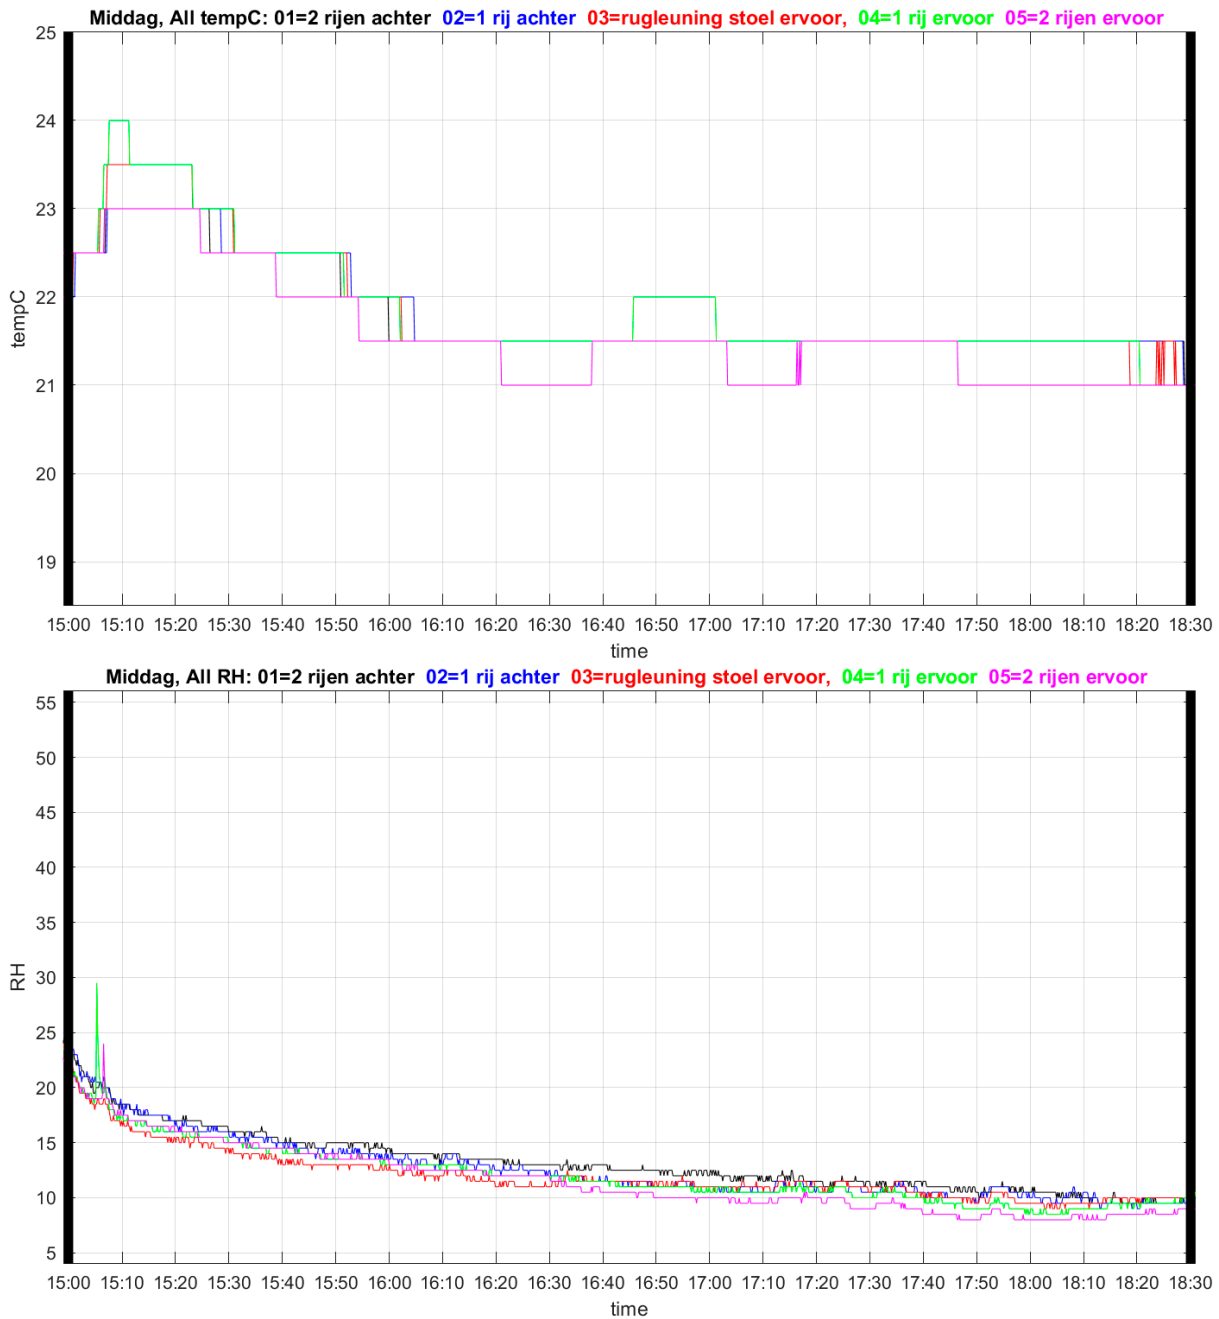 Middag, All tempC: 01=2 rijen achter 02=1 rij achter 03=rugleuning stoel ervoor, 04=1 rij ervoor 05=2 rijen ervoor
25
24
23
22
21
20
19
tempC
15:00 15:10 15:20 15:30 15:40 15:50 16:00 16:10 16:20 16:30 16:40 16:50 17:00 17:10 17:20 17:30 17:40 17:50 18:00 18:10 18:20 18:30
time
Middag, All RH: 01=2 rijen achter 02=1 rij achter 03=rugleuning stoel ervoor, 04=1 rij ervoor 05=2 rijen ervoor
55
50
45
40
35
30
25
20
15
10
5
RH
15:00 15:10 15:20 15:30 15:40 15:50 16:00 16:10 16:20 16:30 16:40 16:50 17:00 17:10 17:20 17:30 17:40 17:50 18:00 18:10 18:20 18:30
time